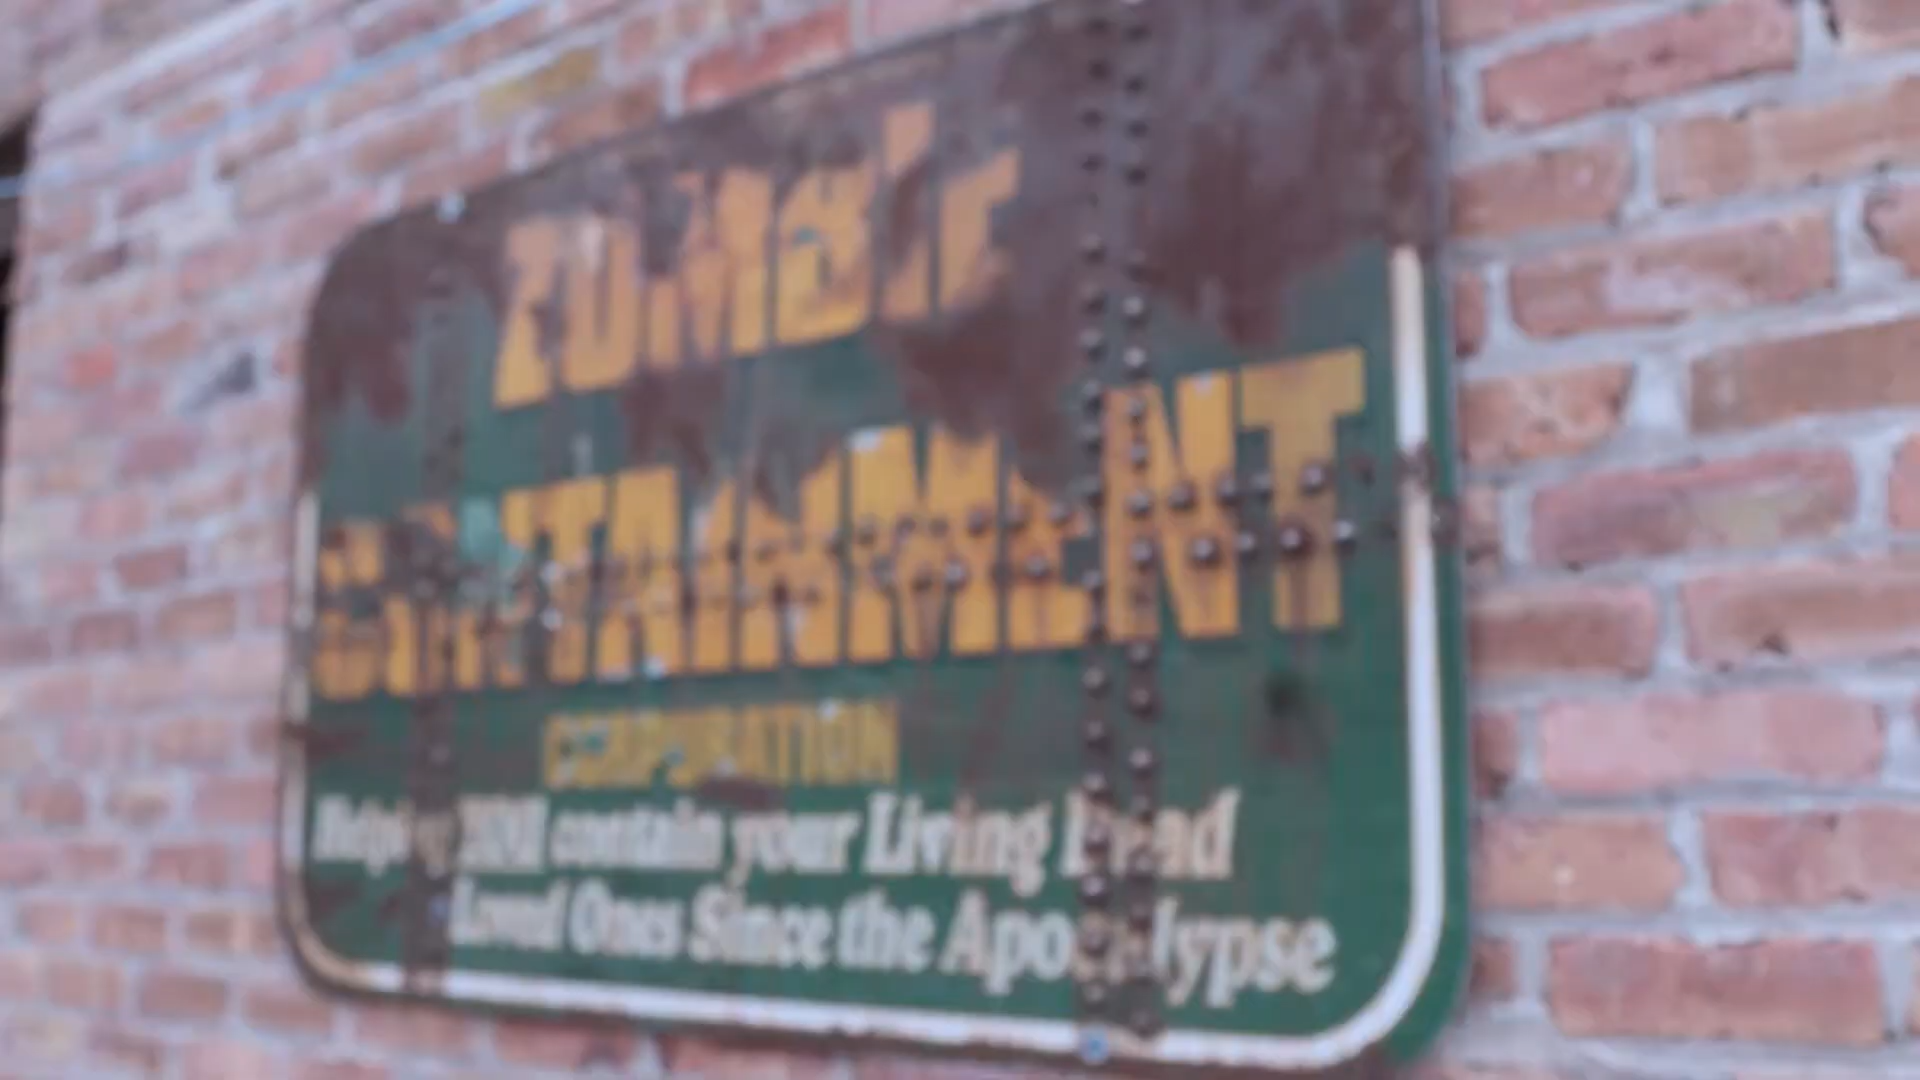 ZOMBIE
CONTAINMENT
CORPORATION
Helping YOU contain your Living Dead
Loved Ones Since the Apocalypse